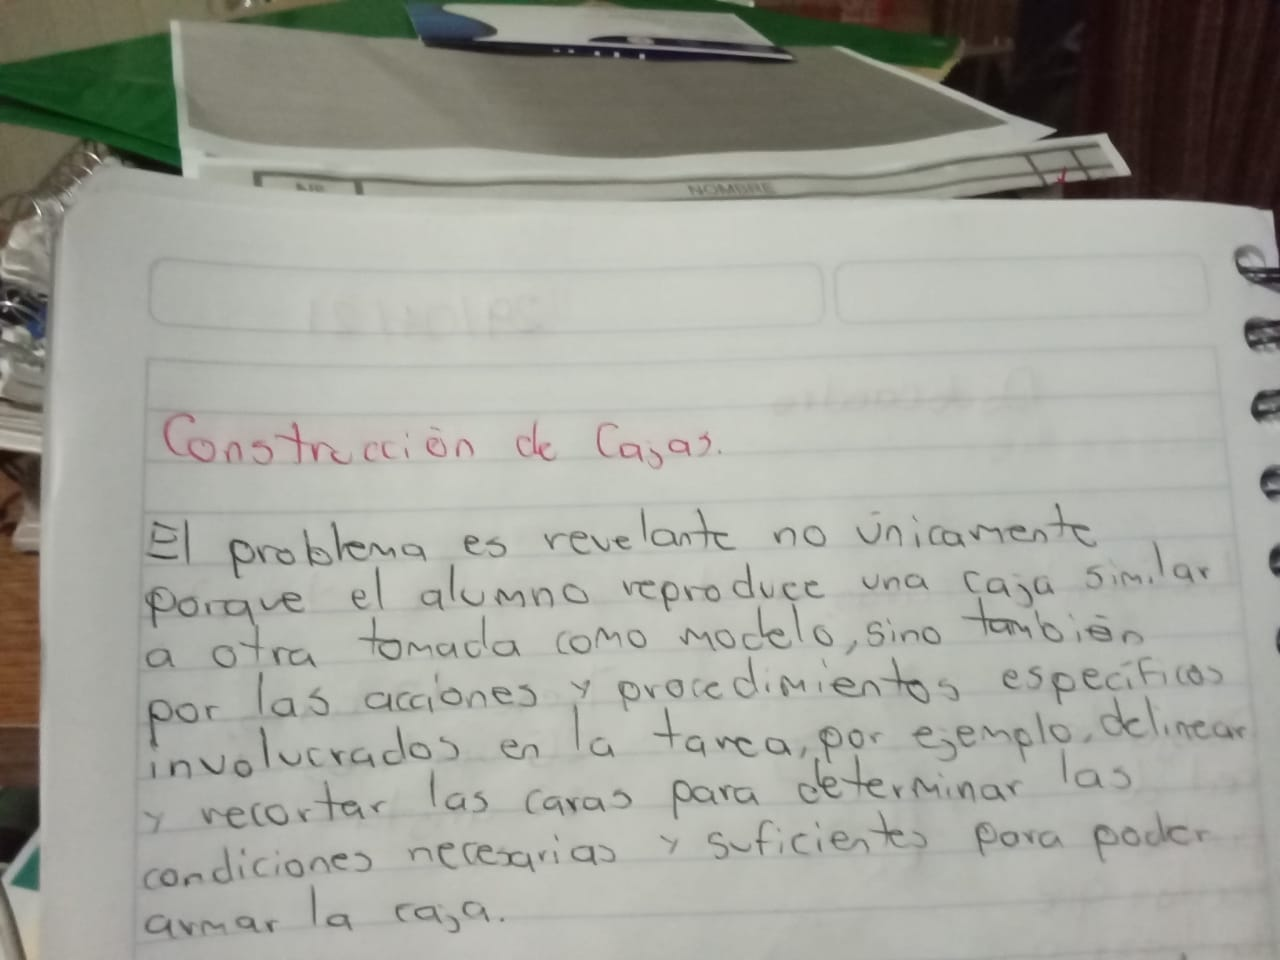 NOMBRE
Construcción de Cajas.
El problema es revelante no únicamente
porque el alumno reproduce una caja similar
a otra tomada como modelo, sino también
por las acciones y procedimientos específicos
involucrados en la tarea, por ejemplo, delinear
y recortar las caras para determinar las
condiciones necesarias y suficientes para poder
armar la caja.